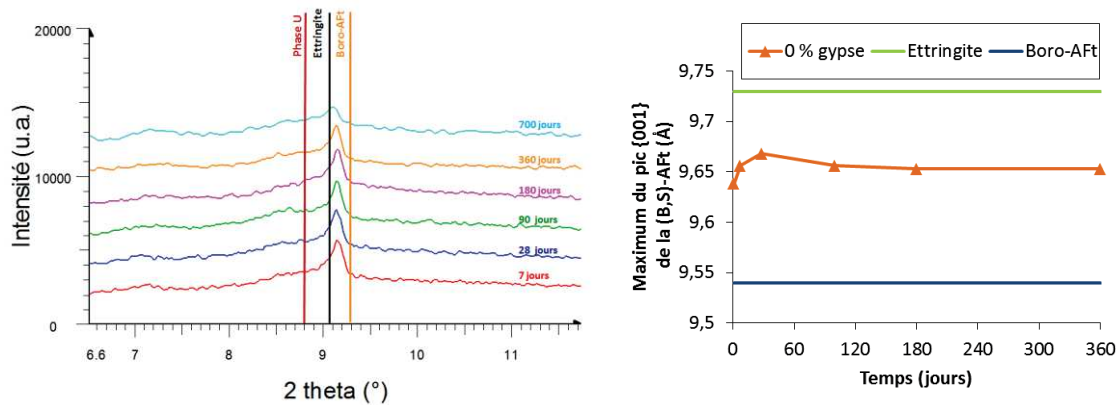 20000
10000
0
Intensité (u.a.)
Phase U
Ettringite
Boro-AFt
700 jours
360 jours
180 jours
90 jours
28 jours
7 jours
6.6 7 8 9 10 11
2 theta (°)
0 % gypse Ettringite Boro-AFt
9,75
9,7
9,65
9,6
9,55
9,5
Maximum du pic {001}
de la (B,S)-AFt (Å)
0 60 120 180 240 300 360
Temps (jours)